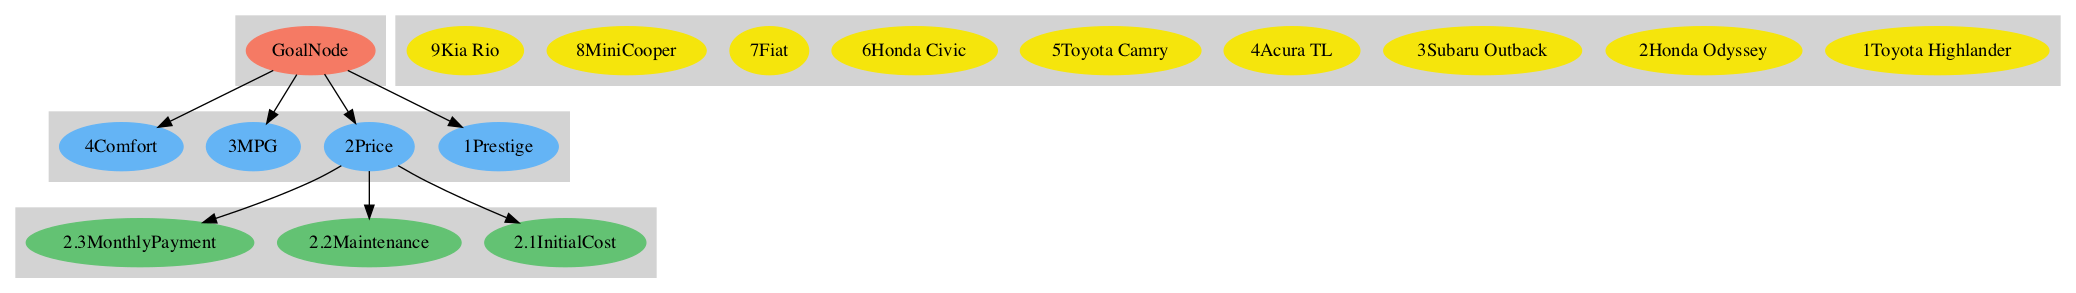 GoalNode
9Kia Rio
8MiniCooper
7Fiat
6Honda Civic
5Toyota Camry
4Acura TL
3Subaru Outback
2Honda Odyssey
1Toyota Highlander
4Comfort
3MPG
2Price
1Prestige
2.3MonthlyPayment
2.2Maintenance
2.1InitialCost